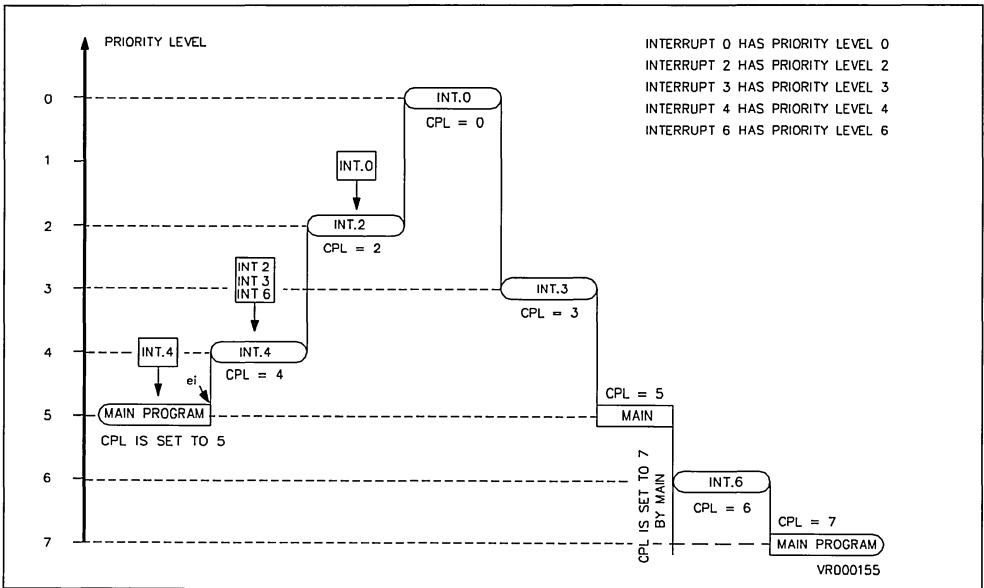 PRIORITY LEVEL
INTERRUPT 0 HAS PRIORITY LEVEL 0
INTERRUPT 2 HAS PRIORITY LEVEL 2
INTERRUPT 3 HAS PRIORITY LEVEL 3
INTERRUPT 4 HAS PRIORITY LEVEL 4
INTERRUPT 6 HAS PRIORITY LEVEL 6
0
INT.0
CPL = 0
1
INT.0
2
INT.2
CPL = 2
INT 2
INT 3
INT 6
3
INT.3
CPL = 3
4
INT.4
INT.4
CPL = 4
ei
CPL = 5
5
MAIN PROGRAM
MAIN
CPL IS SET TO 5
CPL IS SET TO 7
BY MAIN
6
INT.6
CPL = 6
CPL = 7
7
MAIN PROGRAM
VR000155